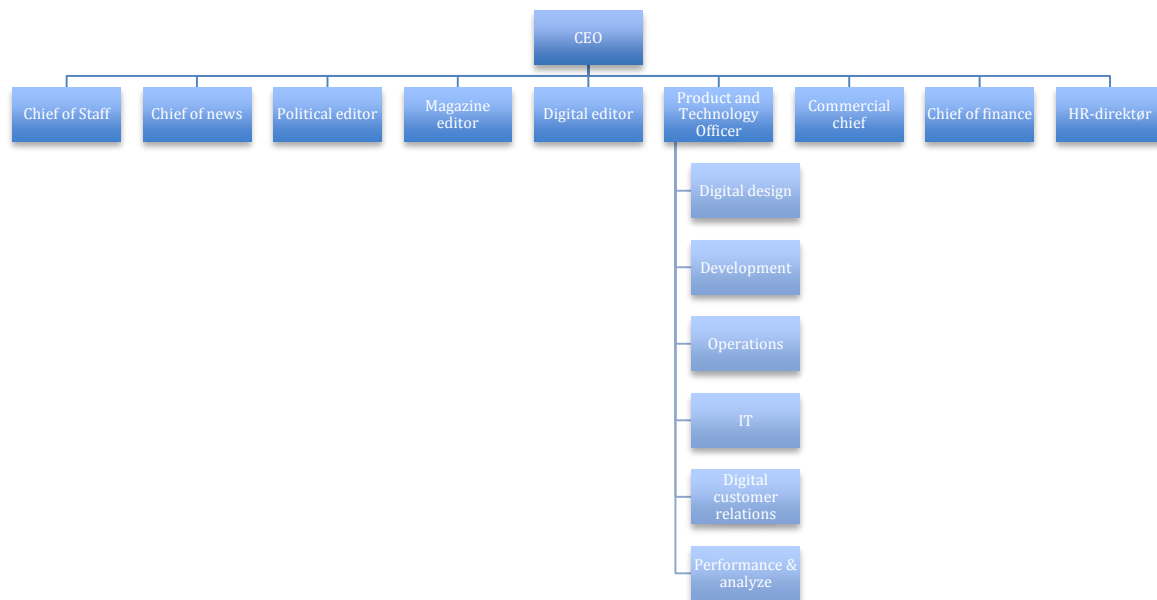 CEO
Chief of Staff
Chief of news
Political editor
Magazine
editor
Digital editor
Product and
Technology
Officer
Commercial
chief
Chief of finance
HR-direktør
Digital design
Development
Operations
IT
Digital
customer
relations
Performance &
analyze